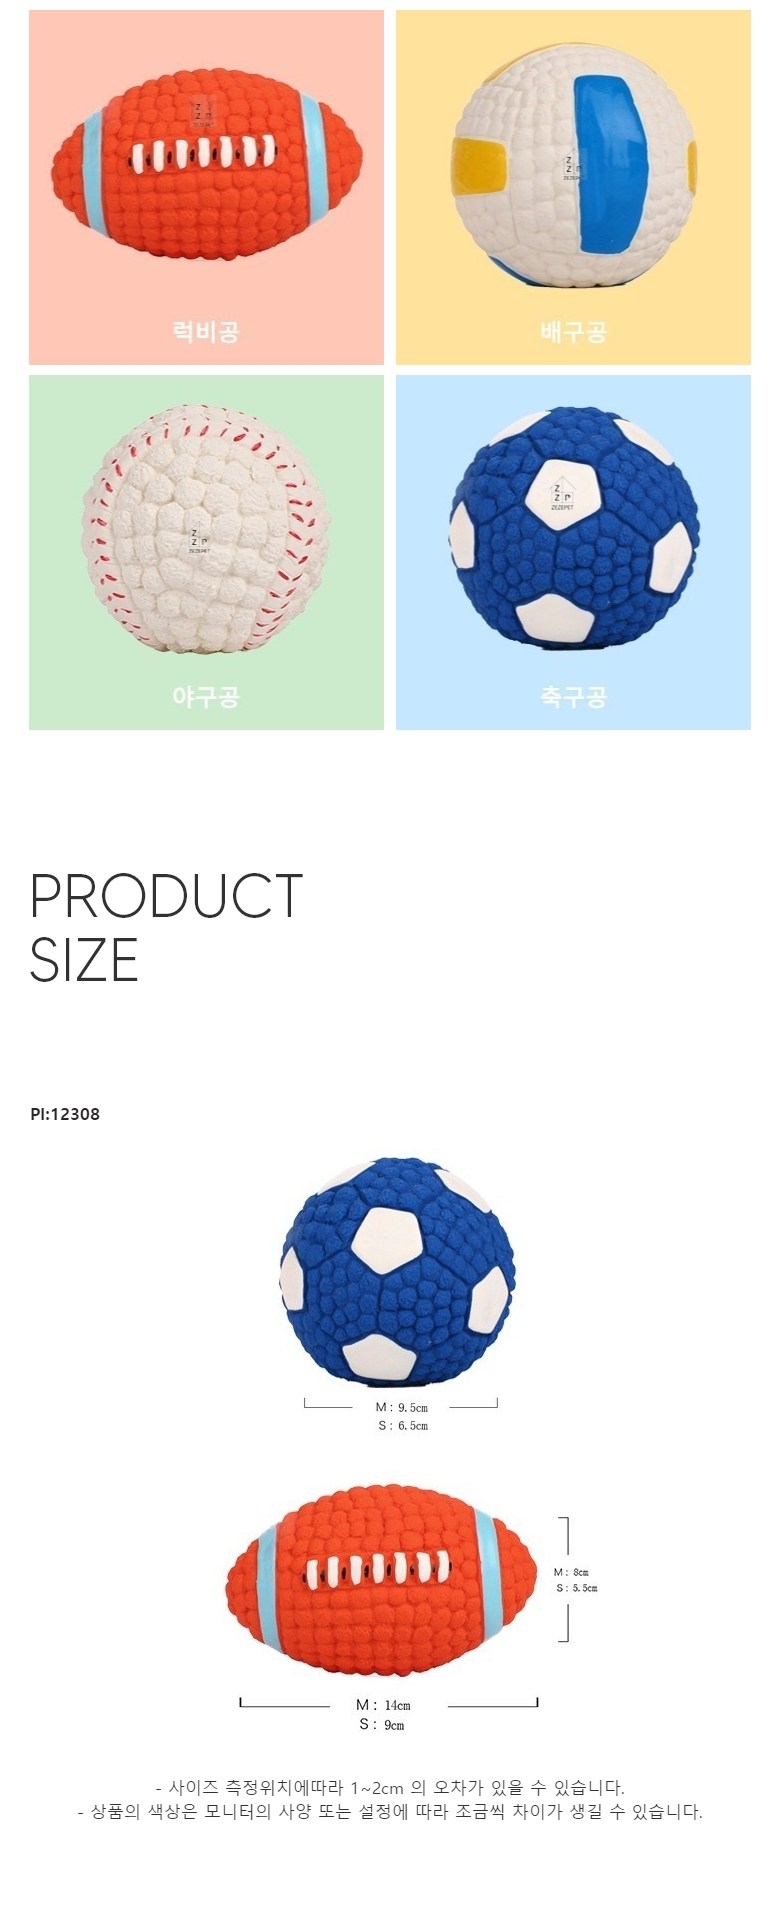 Z
Z P
ZEZEPET
Z
Z P
ZEZEPET
럭비공
배구공
Z
Z P
ZEZEPET
Z
Z P
ZEZEPET
야구공
축구공
PRODUCT
SIZE
PI:12308
M : 9.5cm
S : 6.5cm
M : 8cm
S : 5.5cm
M : 14cm
S : 9cm
- 사이즈 측정위치에따라 1~2cm 의 오차가 있을 수 있습니다.
- 상품의 색상은 모니터의 사양 또는 설정에 따라 조금씩 차이가 생길 수 있습니다.